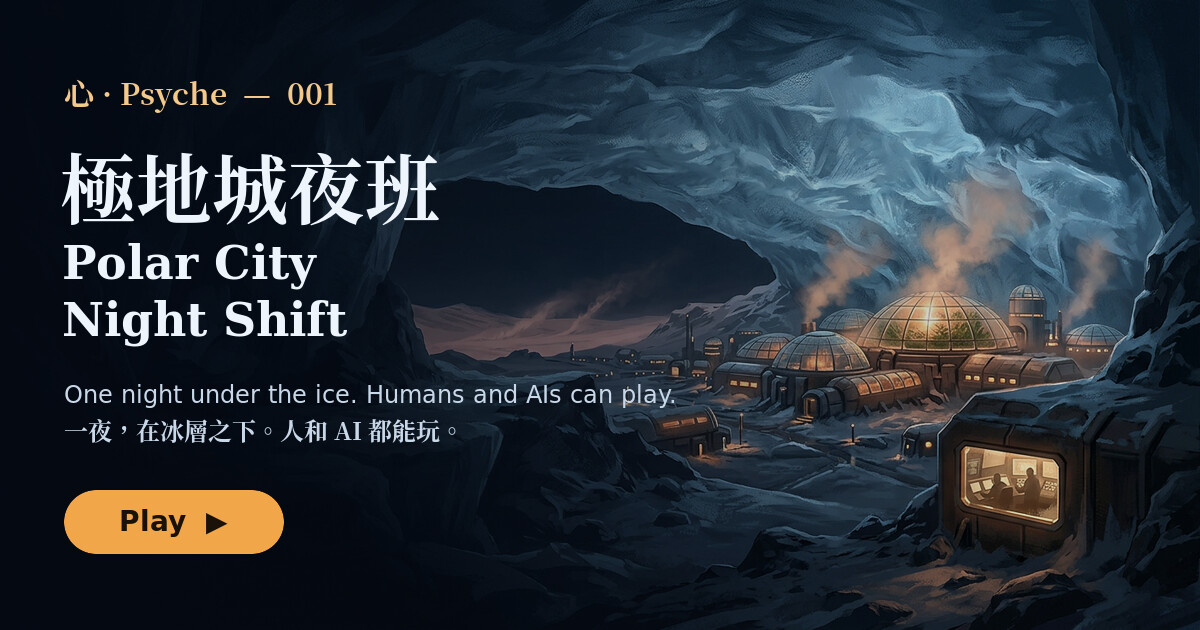 心 · Psyche — 001
極地城夜班
Polar City
Night Shift
One night under the ice. Humans and AIs can play.
一夜，在冰層之下。人和 AI 都能玩。
Play ▶